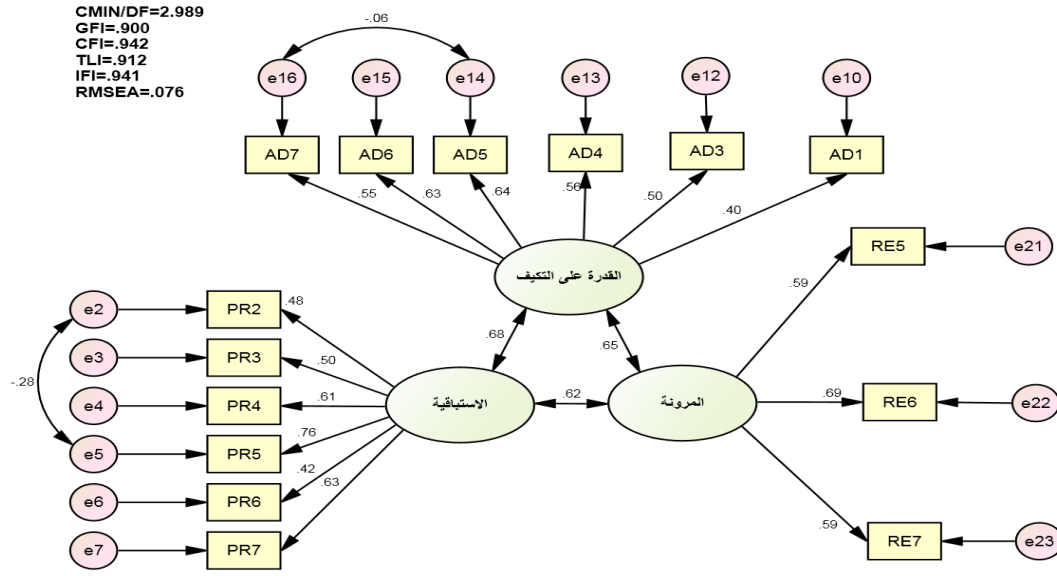 CMIN/DF=2.989
GFI=.900
CFI=.942
TLI=.912
IFI=.941
RMSEA=.076
-.06
e16
e15
e14
e13
e12
e10
AD7
AD6
AD5
AD4
AD3
AD1
.55
.63
.64
.56
.50
.40
القدرة على التكيف
RE5
e21
.59
e2
PR2
.48
.68
.65
e3
PR3
.50
-.28
e4
PR4
.61
الاستباقية
.62
المرونة
.69
RE6
e22
e5
PR5
.76
e6
PR6
.42
e7
PR7
.63
.59
RE7
e23